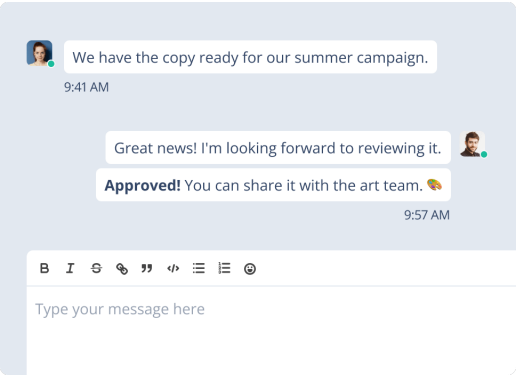 We have the copy ready for our summer campaign.
9:41 AM
Great news! I'm looking forward to reviewing it.
Approved! You can share it with the art team. 🎨
9:57 AM
B I S
Type your message here